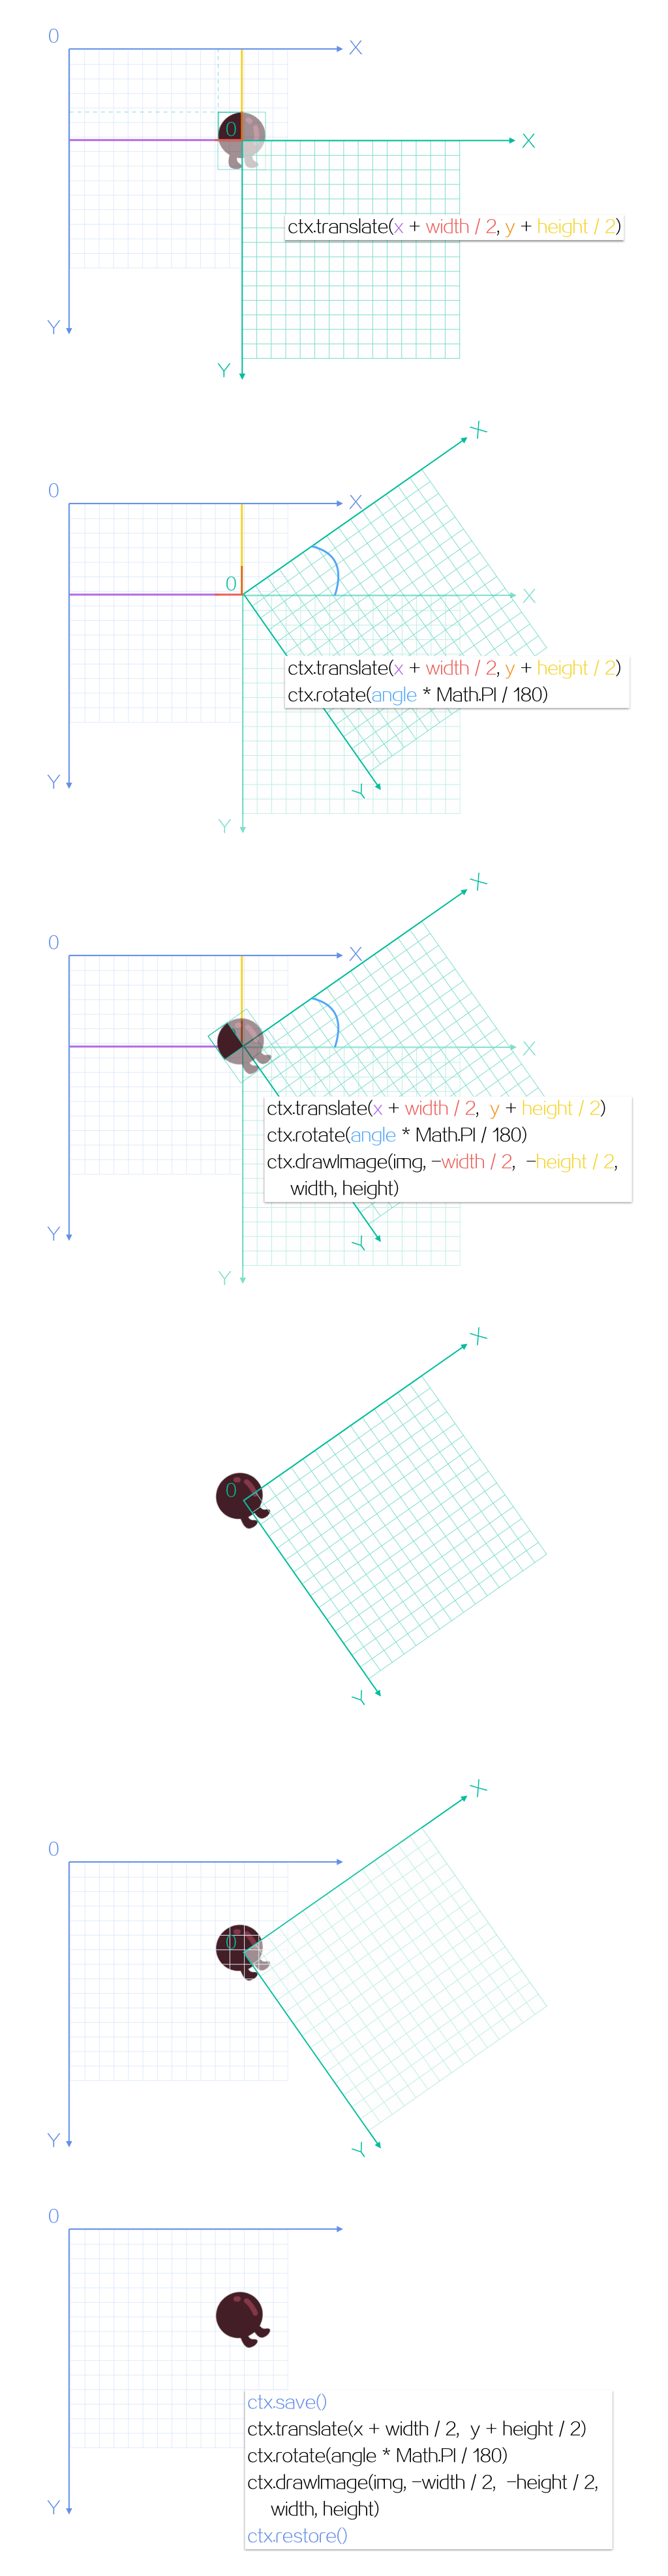 0
X
0
X
ctx.translate(x + width / 2, y + height / 2)
Y
Y
X
0
X
0
X
ctx.translate(x + width / 2, y + height / 2)
ctx.rotate(angle * Math.PI / 180)
Y
Y
Y
X
0
X
X
ctx.translate(x + width / 2, y + height / 2)
ctx.rotate(angle * Math.PI / 180)
ctx.drawImage(img, -width / 2, -height / 2,
width, height)
Y
Y
Y
X
0
Y
X
0
0
Y
Y
0
ctx.save()
ctx.translate(x + width / 2, y + height / 2)
ctx.rotate(angle * Math.PI / 180)
ctx.drawImage(img, -width / 2, -height / 2,
width, height)
Y
ctx.restore()